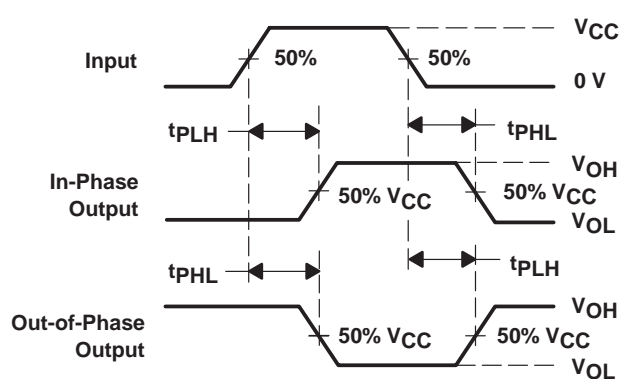 VCC
Input
50%
50%
0 V
tPLH
tPHL
In-Phase
Output
50% VCC
VOH
50% VCC
VOL
tPHL
tPLH
Out-of-Phase
Output
50% VCC
VOH
50% VCC
VOL